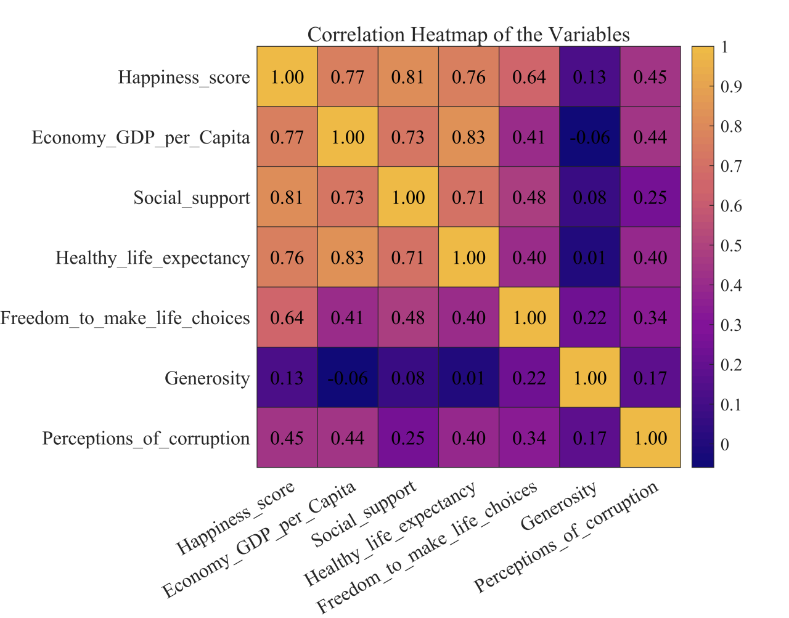 Correlation Heatmap of the Variables
Happiness_score 1.00 0.77 0.81 0.76 0.64 0.13 0.45
Economy_GDP_per_Capita 0.77 1.00 0.73 0.83 0.41 -0.06 0.44
Social_support 0.81 0.73 1.00 0.71 0.48 0.08 0.25
Healthy_life_expectancy 0.76 0.83 0.71 1.00 0.40 0.01 0.40
Freedom_to_make_life_choices 0.64 0.41 0.48 0.40 1.00 0.22 0.34
Generosity 0.13 -0.06 0.08 0.01 0.22 1.00 0.17
Perceptions_of_corruption 0.45 0.44 0.25 0.40 0.34 0.17 1.00
Happiness_score
Economy_GDP_per_Capita
Social_support
Healthy_life_expectancy
Freedom_to_make_life_choices
Generosity
Perceptions_of_corruption
1
0.9
0.8
0.7
0.6
0.5
0.4
0.3
0.2
0.1
0